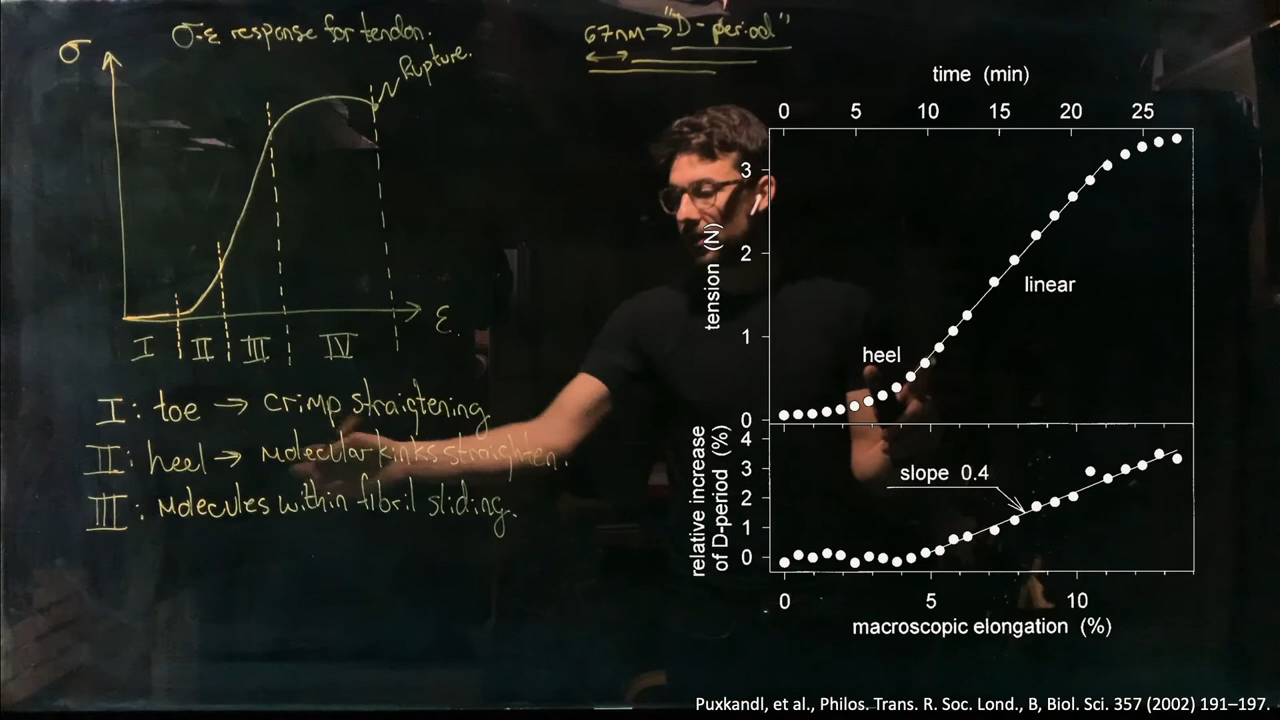 σ-ε response for tendon.
σ
Rupture.
ε.
I II III IV
I: toe → crimp straigtening.
II: heel → Molecular kinks straighten.
III: Molecules within fibril sliding.
67nm → "D-period"
time (min)
0 5 10 15 20 25
tension (N)
3
2
1
0
heel
linear
relative increase
of D-period (%)
4
3
2
1
0
slope 0.4
0 5 10
macroscopic elongation (%)
Puxkandl, et al., Philos. Trans. R. Soc. Lond., B, Biol. Sci. 357 (2002) 191–197.